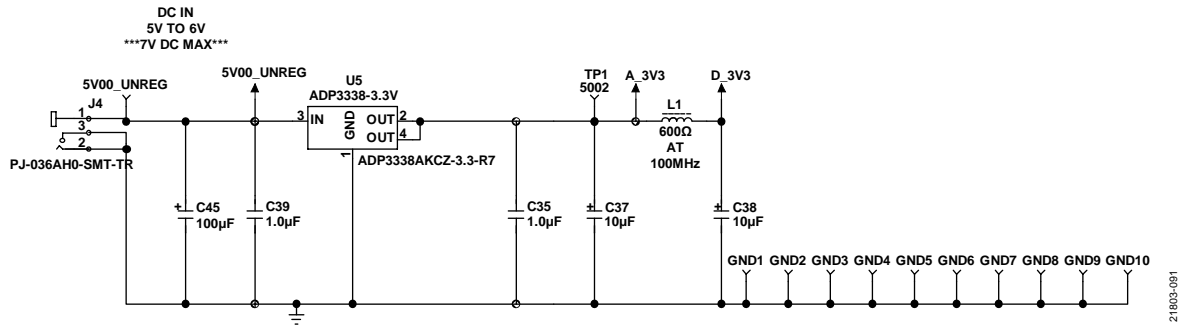 DC IN
5V TO 6V
***7V DC MAX***
5V00_UNREG
J4
1
3
2
PJ-036AH0-SMT-TR
5V00_UNREG
U5
ADP3338-3.3V
3 IN
GND
OUT 2
OUT 4
1
ADP3338AKCZ-3.3-R7
TP1
5002
A_3V3
D_3V3
L1
600Ω
AT
100MHz
+ C45
100µF
C39
1.0µF
C35
1.0µF
+ C37
10µF
+ C38
10µF
GND1 GND2 GND3 GND4 GND5 GND6 GND7 GND8 GND9 GND10
21803-091